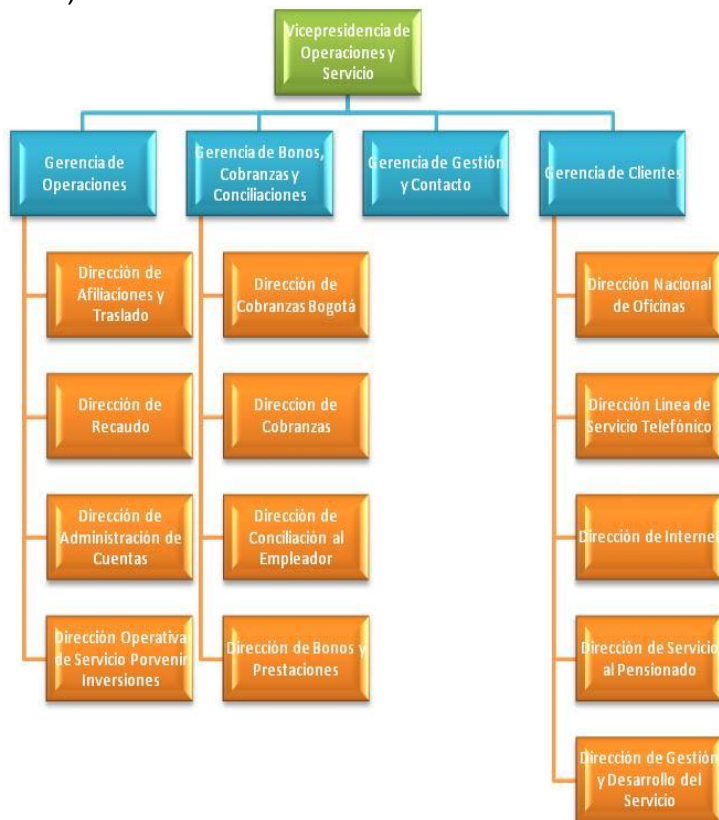 Vicepresidencia de
Operaciones y
Servicio
Gerencia de
Operaciones
Gerencia de Bonos,
Cobranzas y
Conciliaciones
Gerencia de Gestión
y Contacto
Gerencia de Clientes
Dirección de
Afiliaciones y
Traslado
Dirección de
Recaudo
Dirección de
Administración de
Cuentas
Dirección Operativa
de Servicio Porvenir
Inversiones
Dirección de
Cobranzas Bogotá
Direccion de
Cobranzas
Dirección de
Conciliación al
Empleador
Dirección de Bonos y
Prestaciones
Dirección Nacional
de Oficinas
Dirección Línea de
Servicio Telefónico
Dirección de Internet
Dirección de Servicio
al Pensionado
Dirección de Gestión
y Desarrollo del
Servicio